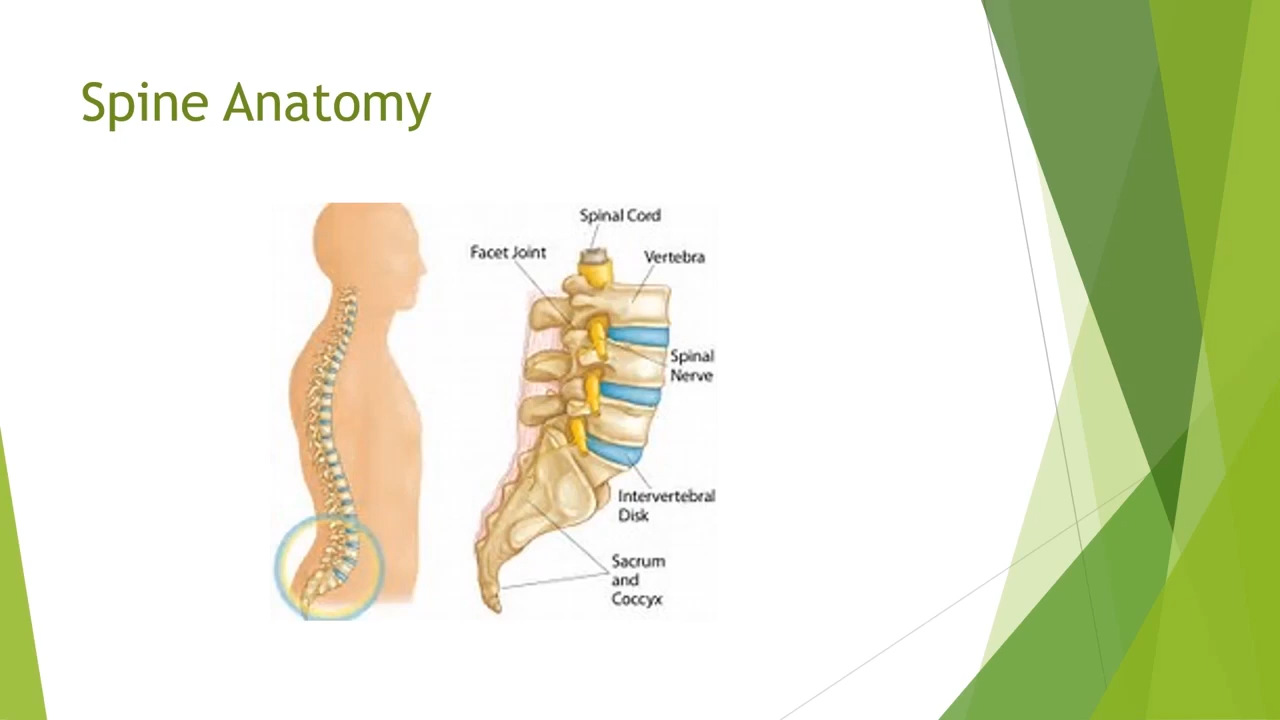 Spine Anatomy
Spinal Cord
Facet Joint
Vertebra
Spinal
Nerve
Intervertebral
Disk
Sacrum
and
Coccyx